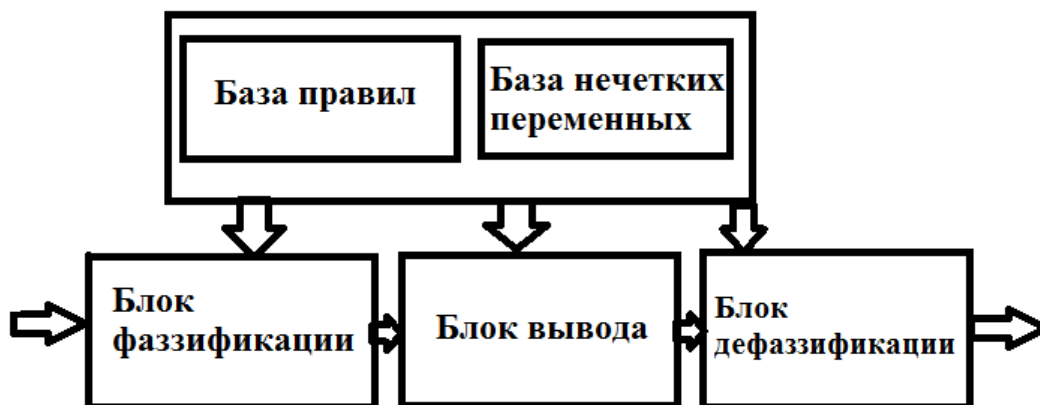 База правил
База нечетких
переменных
Блок
фаззификации
Блок вывода
Блок
дефаззификации